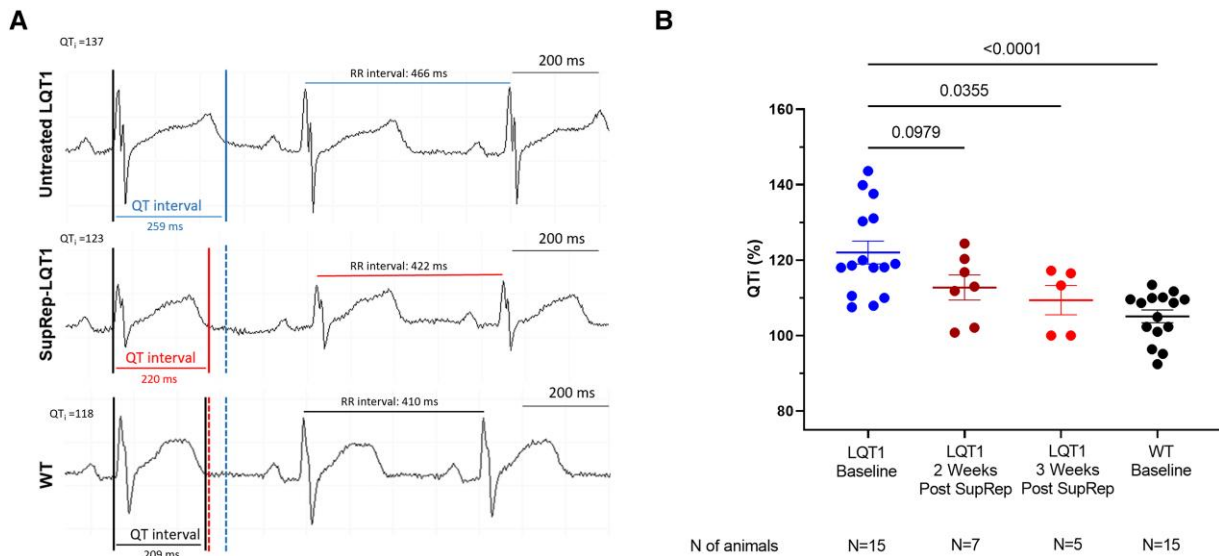 A
QTᵢ =137
Untreated LQT1
200 ms
RR interval: 466 ms
QT interval
259 ms
QTᵢ =123
SupRep-LQT1
200 ms
RR interval: 422 ms
QT interval
220 ms
QTᵢ =118
WT
200 ms
RR interval: 410 ms
QT interval
209 ms
B
<0.0001
0.0355
0.0979
QTi (%)
160
140
120
100
80
LQT1
Baseline
LQT1
2 Weeks
Post SupRep
LQT1
3 Weeks
Post SupRep
WT
Baseline
N of animals
N=15
N=7
N=5
N=15